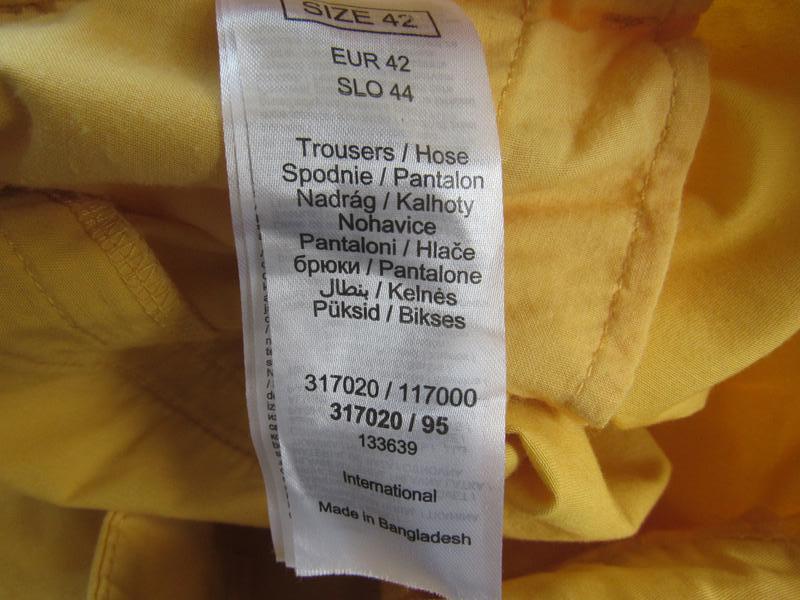 SIZE 42
EUR 42
SLO 44
Trousers / Hose
Spodnie / Pantalon
Nadrág / Kalhoty
Nohavice
Pantaloni / Hlače
брюки / Pantalone
بنطال / Kelnės
Püksid / Bikses
317020 / 117000
317020 / 95
133639
International
Made in Bangladesh